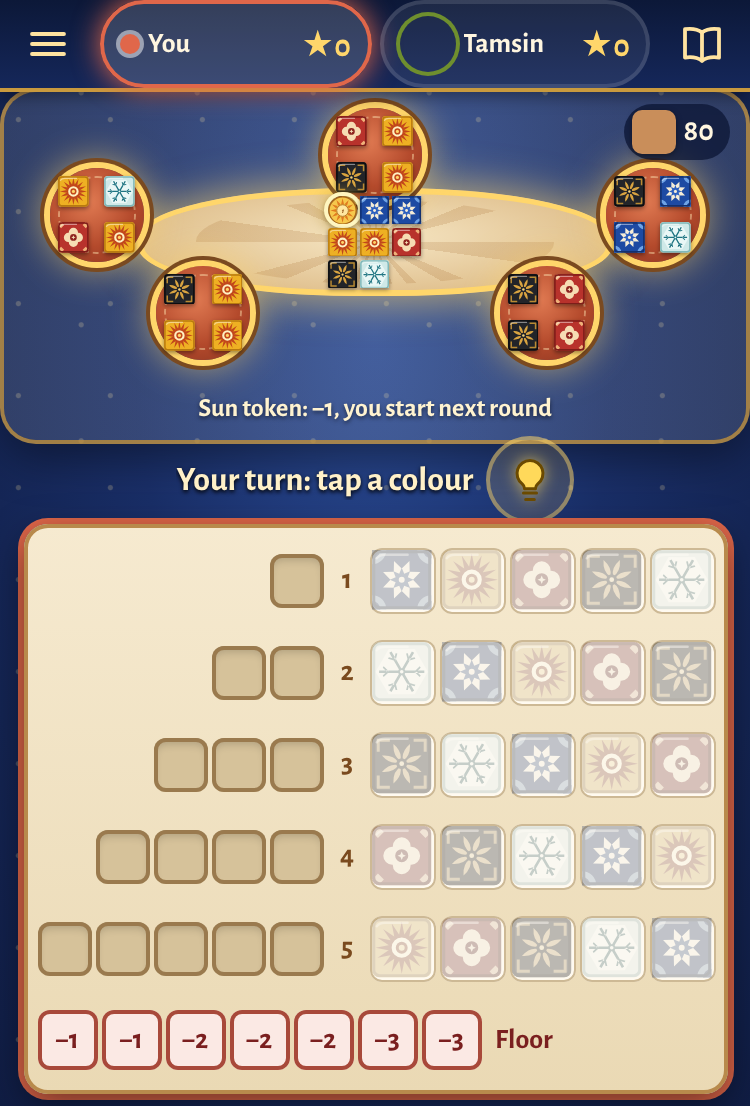 You ★0 Tamsin ★0
80
Sun token: −1, you start next round
Your turn: tap a colour
1
2
3
4
5
−1 −1 −2 −2 −2 −3 −3 Floor